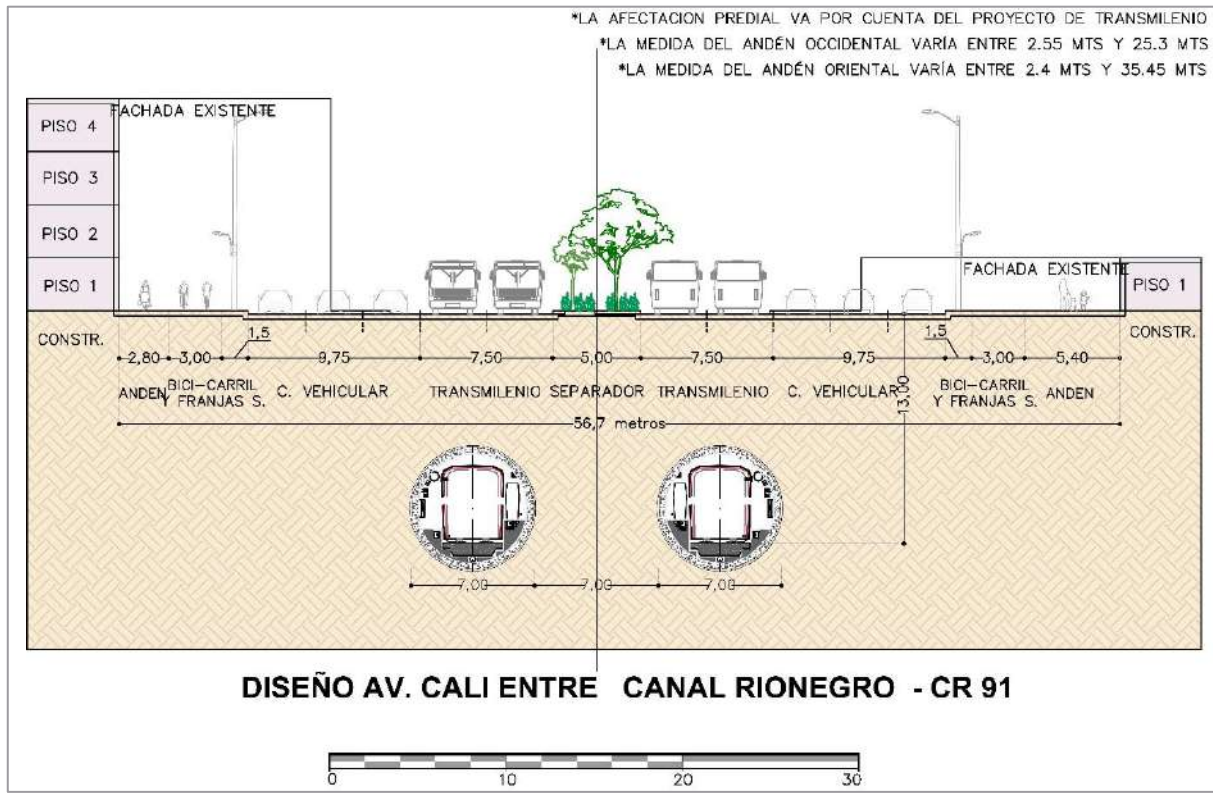 *LA AFECTACION PREDIAL VA POR CUENTA DEL PROYECTO DE TRANSMILENIO
*LA MEDIDA DEL ANDÉN OCCIDENTAL VARÍA ENTRE 2.55 MTS Y 25.3 MTS
*LA MEDIDA DEL ANDÉN ORIENTAL VARÍA ENTRE 2.4 MTS Y 35.45 MTS
FACHADA EXISTENTE
PISO 4
PISO 3
PISO 2
PISO 1
FACHADA EXISTENTE
PISO 1
CONSTR.
CONSTR.
2,80 3,00 1,5 9,75 7,50 5,00 7,50 9,75 1,5 3,00 5,40
ANDEN BICI-CARRIL Y FRANJAS S. C. VEHICULAR TRANSMILENIO SEPARADOR TRANSMILENIO C. VEHICULAR BICI-CARRIL Y FRANJAS S. ANDEN
13,00
56,7 metros
7,00 7,00 7,00
DISEÑO AV. CALI ENTRE CANAL RIONEGRO - CR 91
0 10 20 30